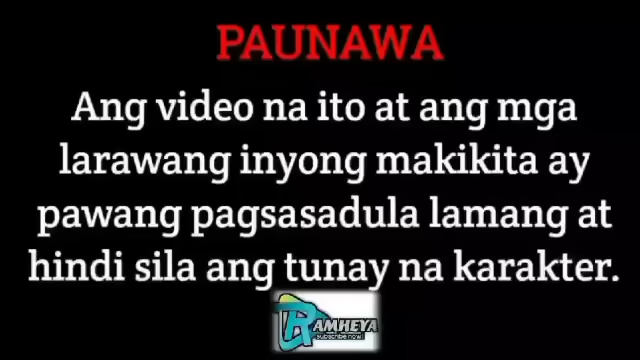 PAUNAWA
Ang video na ito at ang mga
larawang inyong makikita ay
pawang pagsasadula lamang at
hindi sila ang tunay na karakter.
RAMHEYA
subscribe now!